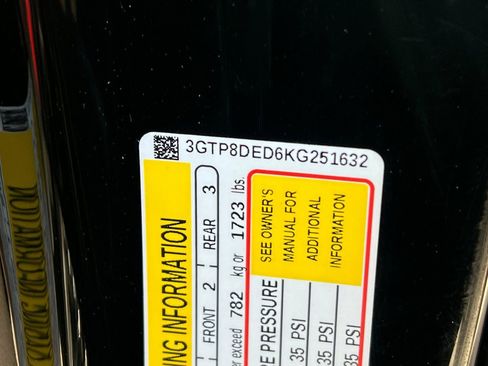 3GTP8DED6KG251632
ING INFORMATION
FRONT 2 REAR 3
er exceed 782 kg or 1723 lbs.
E PRESSURE
SEE OWNER'S
MANUAL FOR
ADDITIONAL
INFORMATION
35 PSI
35 PSI
35 PSI